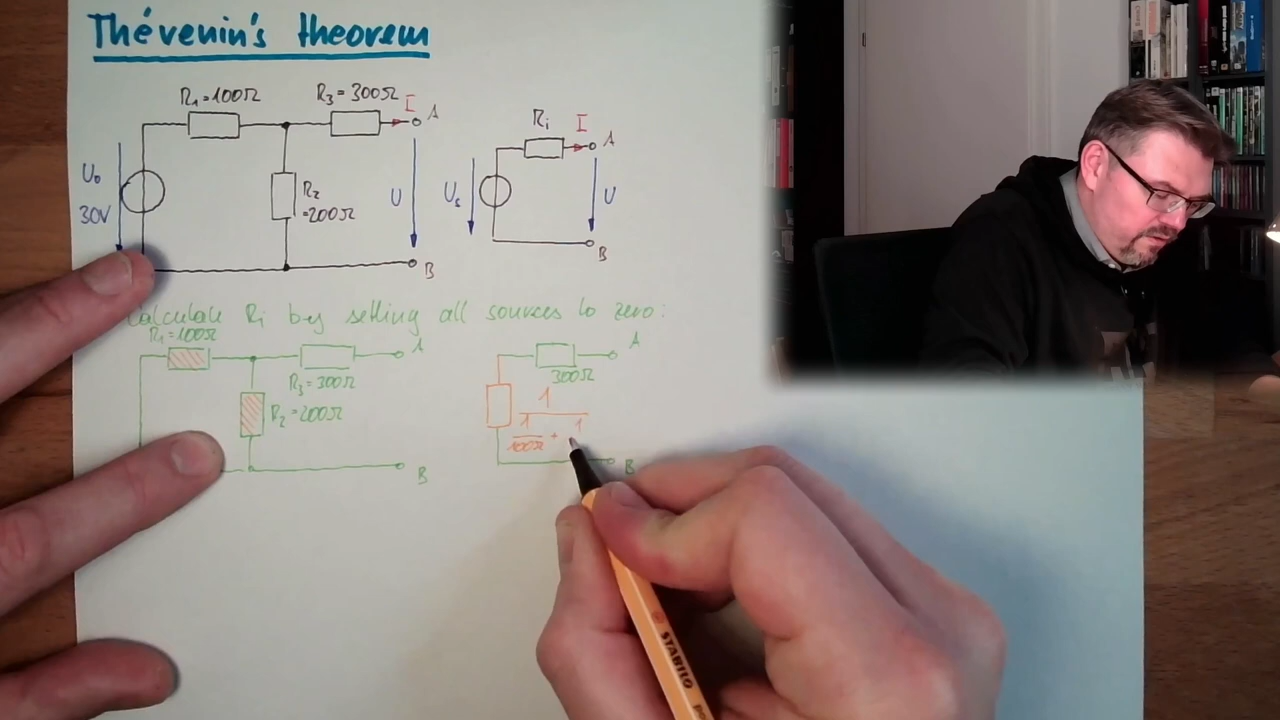 Thévenin's theorem
R₁=100Ω R₃=300Ω I A
U₀
30V
R₂
=200Ω
U
B
Rᵢ I A
Uₛ U
B
Calculate Rᵢ by setting all sources to zero:
R₁=100Ω A
R₃=300Ω
R₂=200Ω
B
A
300Ω
1
1 1
100Ω +
B
STABILO